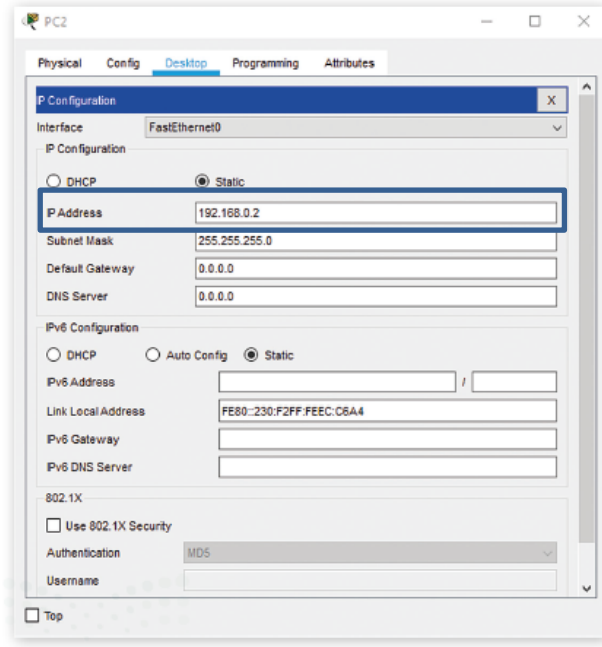 PC2
Physical Config Desktop Programming Attributes
IP Configuration X
Interface FastEthernet0
IP Configuration
DHCP Static
IP Address 192.168.0.2
Subnet Mask 255.255.255.0
Default Gateway 0.0.0.0
DNS Server 0.0.0.0
IPv6 Configuration
DHCP Auto Config Static
IPv6 Address /
Link Local Address FE80::230:F2FF:FEEC:C6A4
IPv6 Gateway
IPv6 DNS Server
802.1X
Use 802.1X Security
Authentication MD5
Username
Top